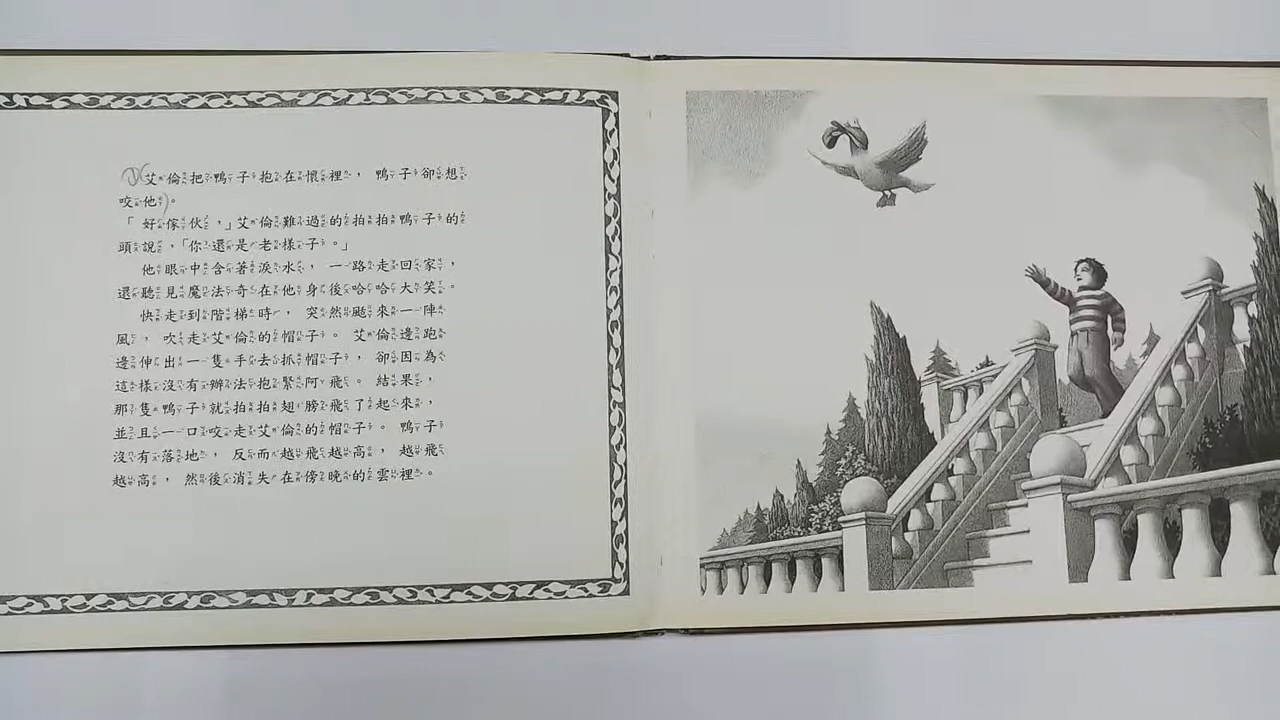 艾倫把鴨子抱在懷裡，鴨子卻想
咬他。
「好傢伙，」艾倫難過的拍拍鴨子的
頭說，「你還是老樣子。」
他眼中含著淚水，一路走回家，
還聽見魔法奇在他身後哈哈大笑。
快走到階梯時，突然颳來一陣
風，吹走艾倫的帽子。艾倫邊跑
邊伸出一隻手去抓帽子，卻因為
這樣沒有辦法抱緊阿飛。結果，
那隻鴨子就拍拍翅膀飛了起來，
並且一口咬走艾倫的帽子。鴨子
沒有落地，反而越飛越高，越飛
越高，然後消失在傍晚的雲裡。